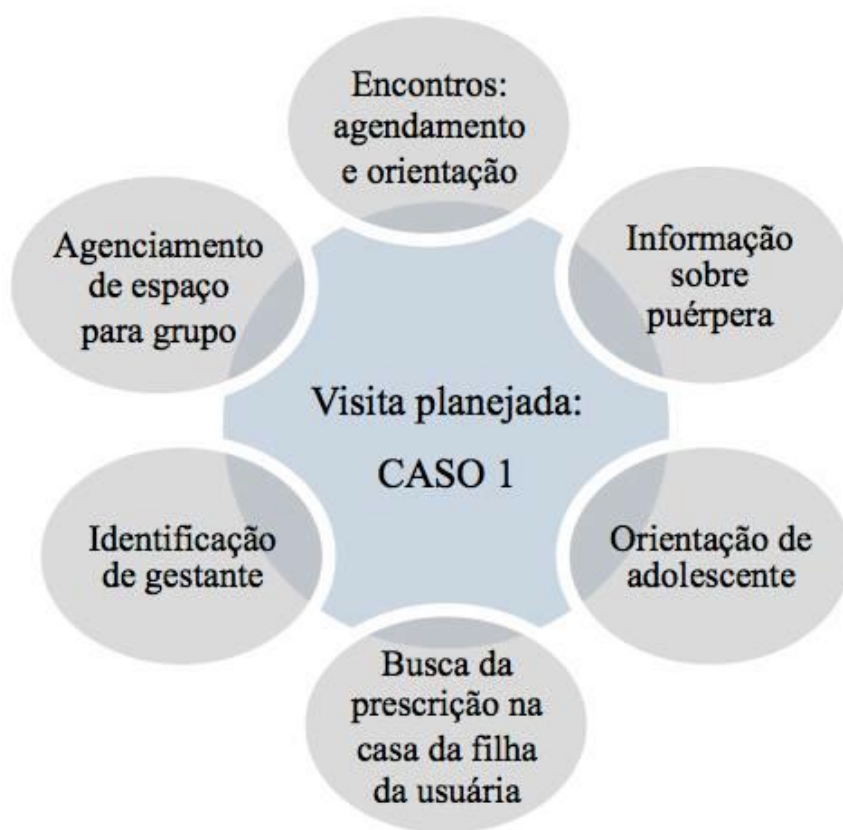 Encontros:
agendamento
e orientação
Informação
sobre
puérpera
Orientação de
adolescente
Busca da
prescrição na
casa da filha
da usuária
Identificação
de gestante
Agenciamento
de espaço
para grupo
Visita planejada:
CASO 1